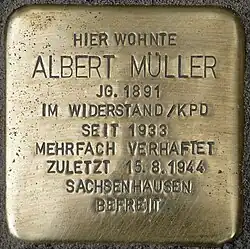 HIER WOHNTE
ALBERT MÜLLER
JG. 1891
IM WIDERSTAND/KPD
SEIT 1933
MEHRFACH VERHAFTET
ZULETZT 15.8.1944
SACHSENHAUSEN
BEFREIT